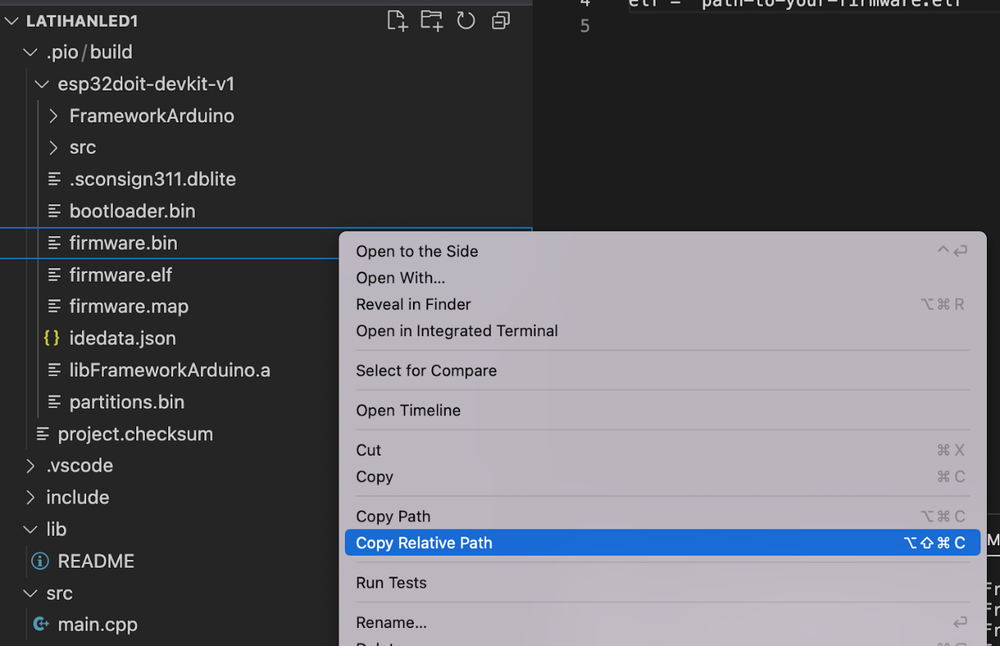 LATIHANLED1
.pio/build
esp32doit-devkit-v1
FrameworkArduino
src
.sconsign311.dblite
bootloader.bin
firmware.bin
firmware.elf
firmware.map
{} idedata.json
libFrameworkArduino.a
partitions.bin
project.checksum
.vscode
include
lib
README
src
main.cpp
4 elf = path-to-your-firmware.elf
5
Open to the Side ^⏎
Open With...
Reveal in Finder ⌥⌘R
Open in Integrated Terminal
Select for Compare
Open Timeline
Cut ⌘X
Copy ⌘C
Copy Path ⌥⌘C
Copy Relative Path ⌥⇧⌘C
Run Tests
Rename... ⏎
M
Fr
Fr
Fr